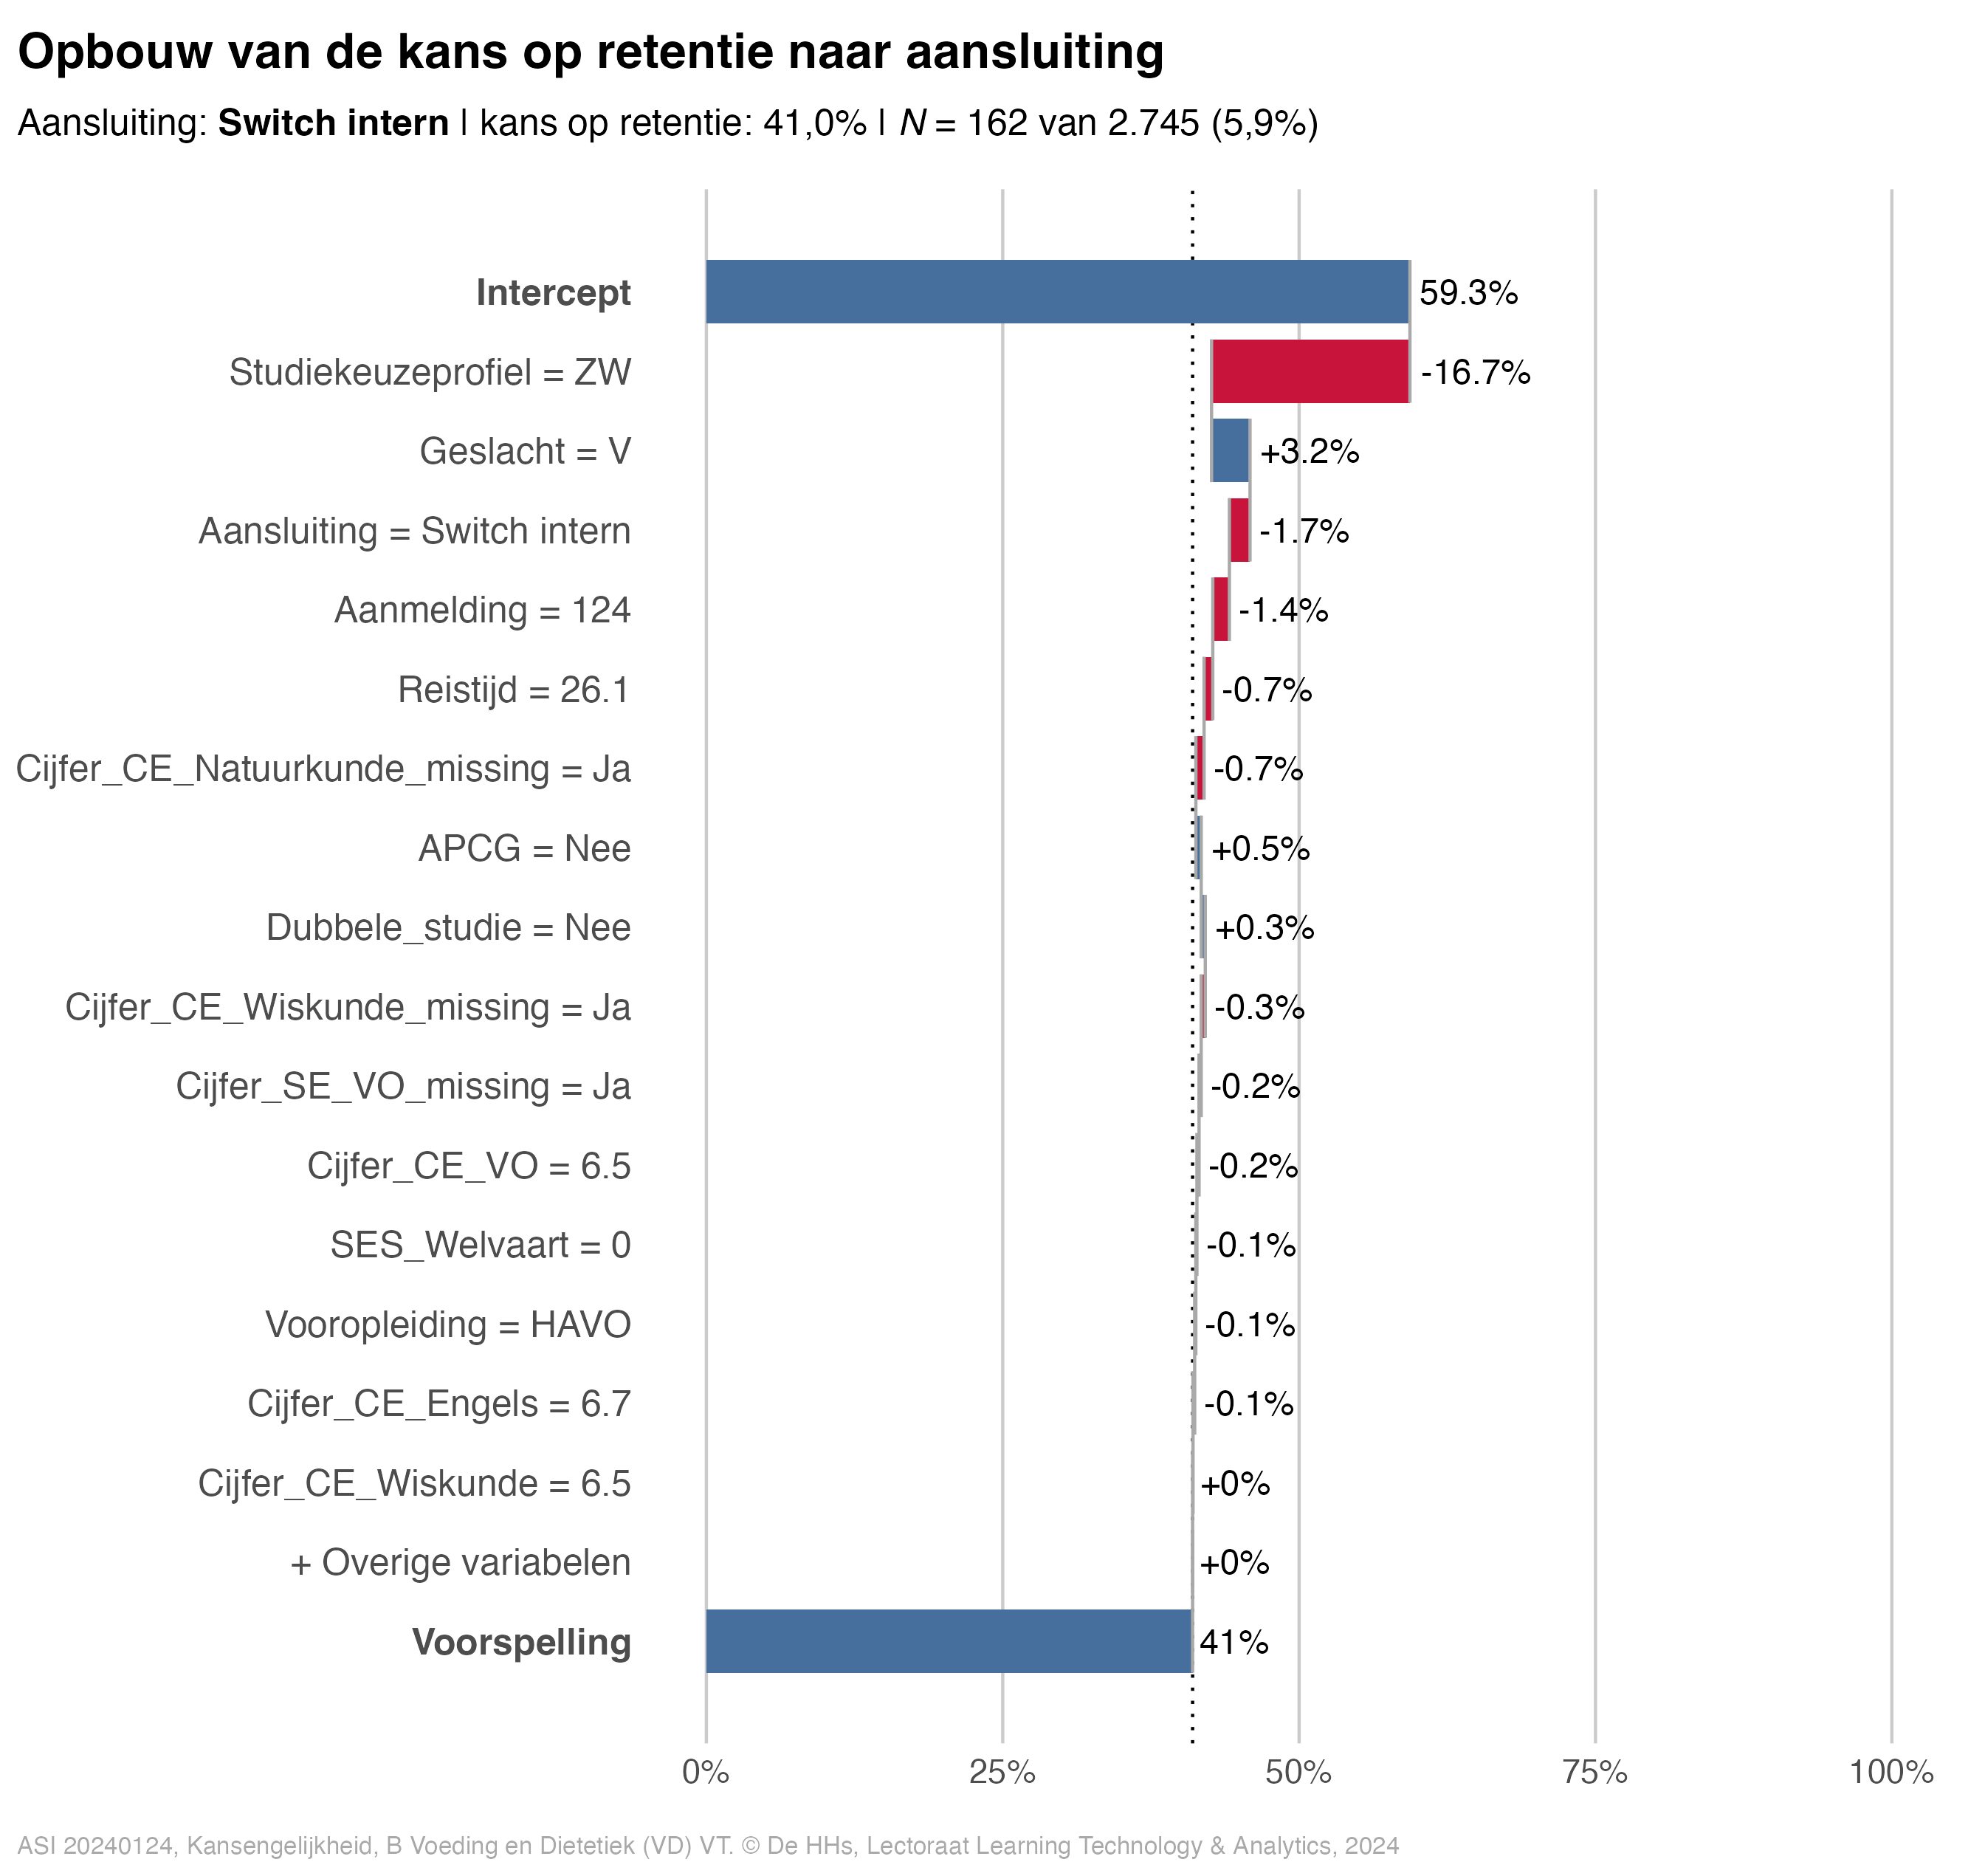 Opbouw van de kans op retentie naar aansluiting
Aansluiting: Switch intern | kans op retentie: 41,0% | N = 162 van 2.745 (5,9%)
Intercept 59.3%
Studiekeuzeprofiel = ZW -16.7%
Geslacht = V +3.2%
Aansluiting = Switch intern -1.7%
Aanmelding = 124 -1.4%
Reistijd = 26.1 -0.7%
Cijfer_CE_Natuurkunde_missing = Ja -0.7%
APCG = Nee +0.5%
Dubbele_studie = Nee +0.3%
Cijfer_CE_Wiskunde_missing = Ja -0.3%
Cijfer_SE_VO_missing = Ja -0.2%
Cijfer_CE_VO = 6.5 -0.2%
SES_Welvaart = 0 -0.1%
Vooropleiding = HAVO -0.1%
Cijfer_CE_Engels = 6.7 -0.1%
Cijfer_CE_Wiskunde = 6.5 +0%
+ Overige variabelen +0%
Voorspelling 41%
0% 25% 50% 75% 100%
ASI 20240124, Kansengelijkheid, B Voeding en Dietetiek (VD) VT. © De HHs, Lectoraat Learning Technology & Analytics, 2024